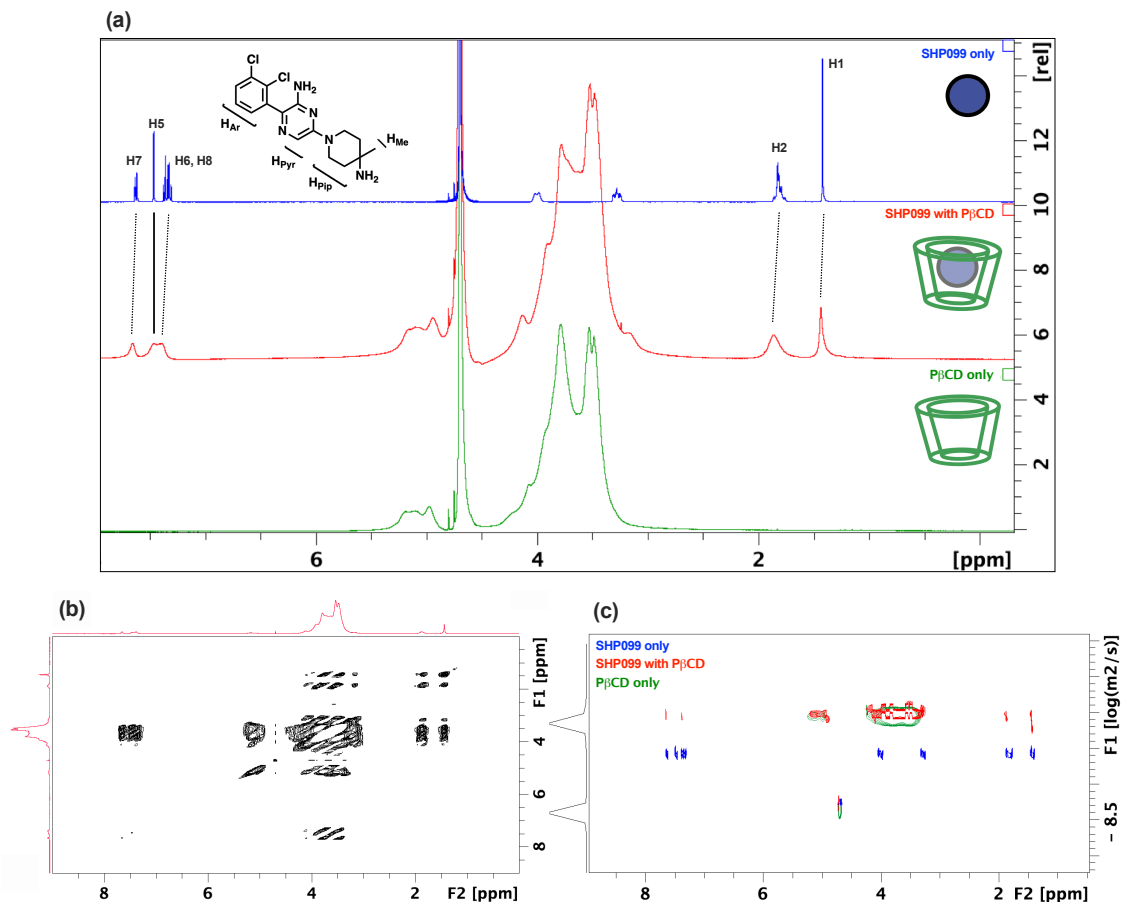 (a)
SHP099 only
[rel]
Cl
Cl
NH2
N
N
N
NH2
HAr
HPyr
HPip
HMe
H7
H5
H6, H8
H2
H1
12
10
SHP099 with PβCD
8
6
PβCD only
4
2
6
4
2
[ppm]
(b)
F1 [ppm]
4
6
8
8
6
4
2
F2 [ppm]
(c)
SHP099 only
SHP099 with PβCD
PβCD only
F1 [log(m2/s)]
- 8.5
8
6
4
2
F2 [ppm]